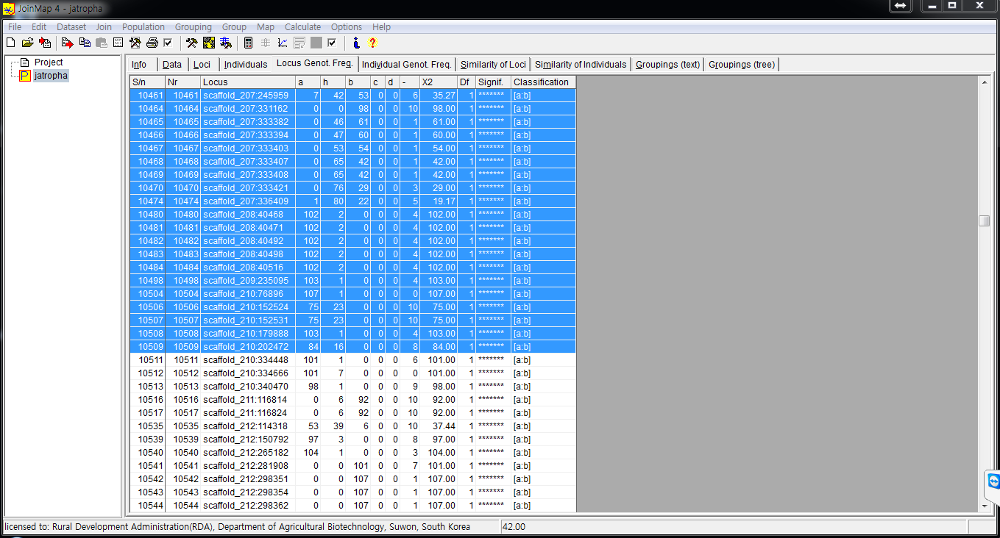 JoinMap 4 - jatropha
File Edit Dataset Join Population Grouping Group Map Calculate Options Help
Project
jatropha
Info Data Loci Individuals Locus Genot. Freq. Individual Genot. Freq. Similarity of Loci Similarity of Individuals Groupings (text) Groupings (tree)
S/n Nr Locus a h b c d - X2 Df Signif. Classification
10461 10461 scaffold_207:245959 7 42 53 0 0 6 35.27 1 ******* [a:b]
10464 10464 scaffold_207:331162 0 0 98 0 0 10 98.00 1 ******* [a:b]
10465 10465 scaffold_207:333382 0 46 61 0 0 1 61.00 1 ******* [a:b]
10466 10466 scaffold_207:333394 0 47 60 0 0 1 60.00 1 ******* [a:b]
10467 10467 scaffold_207:333403 0 53 54 0 0 1 54.00 1 ******* [a:b]
10468 10468 scaffold_207:333407 0 65 42 0 0 1 42.00 1 ******* [a:b]
10469 10469 scaffold_207:333408 0 65 42 0 0 1 42.00 1 ******* [a:b]
10470 10470 scaffold_207:333421 0 76 29 0 0 3 29.00 1 ******* [a:b]
10474 10474 scaffold_207:336409 1 80 22 0 0 5 19.17 1 ******* [a:b]
10480 10480 scaffold_208:40468 102 2 0 0 0 4 102.00 1 ******* [a:b]
10481 10481 scaffold_208:40471 102 2 0 0 0 4 102.00 1 ******* [a:b]
10482 10482 scaffold_208:40492 102 2 0 0 0 4 102.00 1 ******* [a:b]
10483 10483 scaffold_208:40498 102 2 0 0 0 4 102.00 1 ******* [a:b]
10484 10484 scaffold_208:40516 102 2 0 0 0 4 102.00 1 ******* [a:b]
10498 10498 scaffold_209:235095 103 1 0 0 0 4 103.00 1 ******* [a:b]
10504 10504 scaffold_210:76896 107 1 0 0 0 0 107.00 1 ******* [a:b]
10506 10506 scaffold_210:152524 75 23 0 0 0 10 75.00 1 ******* [a:b]
10507 10507 scaffold_210:152531 75 23 0 0 0 10 75.00 1 ******* [a:b]
10508 10508 scaffold_210:179888 103 1 0 0 0 4 103.00 1 ******* [a:b]
10509 10509 scaffold_210:202472 84 16 0 0 0 8 84.00 1 ******* [a:b]
10511 10511 scaffold_210:334448 101 1 0 0 0 6 101.00 1 ******* [a:b]
10512 10512 scaffold_210:334666 101 7 0 0 0 0 101.00 1 ******* [a:b]
10513 10513 scaffold_210:340470 98 1 0 0 0 9 98.00 1 ******* [a:b]
10516 10516 scaffold_211:116814 0 6 92 0 0 10 92.00 1 ******* [a:b]
10517 10517 scaffold_211:116824 0 6 92 0 0 10 92.00 1 ******* [a:b]
10535 10535 scaffold_212:114318 53 39 6 0 0 10 37.44 1 ******* [a:b]
10539 10539 scaffold_212:150792 97 3 0 0 0 8 97.00 1 ******* [a:b]
10540 10540 scaffold_212:265182 104 1 0 0 0 3 104.00 1 ******* [a:b]
10541 10541 scaffold_212:281908 0 0 101 0 0 7 101.00 1 ******* [a:b]
10542 10542 scaffold_212:298351 0 0 107 0 0 1 107.00 1 ******* [a:b]
10543 10543 scaffold_212:298354 0 0 107 0 0 1 107.00 1 ******* [a:b]
10544 10544 scaffold_212:298362 0 0 107 0 0 1 107.00 1 ******* [a:b]
licensed to: Rural Development Administration(RDA), Department of Agricultural Biotechnology, Suwon, South Korea 42.00